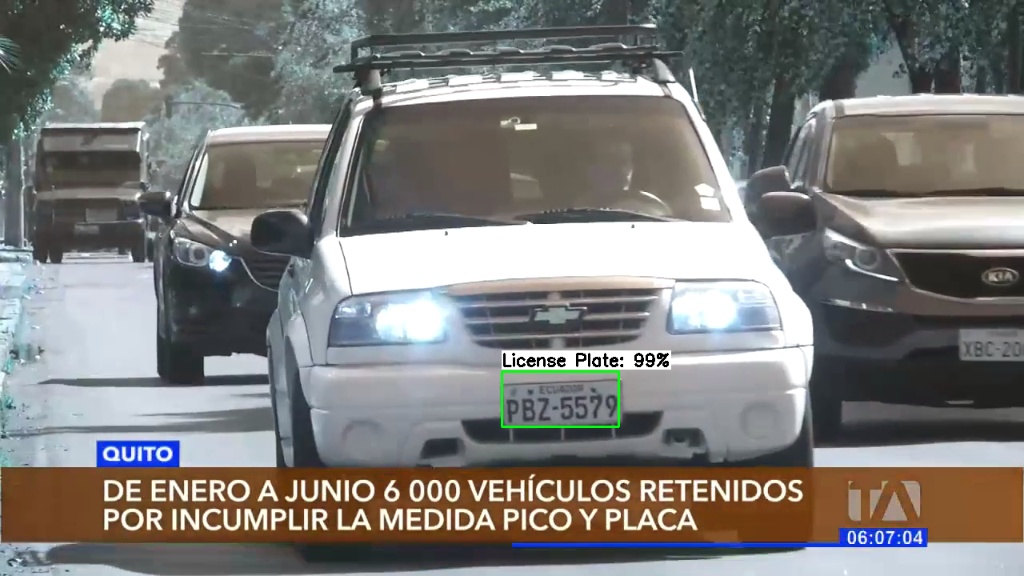 KIA
XBC-20
License Plate: 99%
ECUADOR
PBZ-5579
QUITO
DE ENERO A JUNIO 6 000 VEHÍCULOS RETENIDOS
POR INCUMPLIR LA MEDIDA PICO Y PLACA
TA
06:07:04